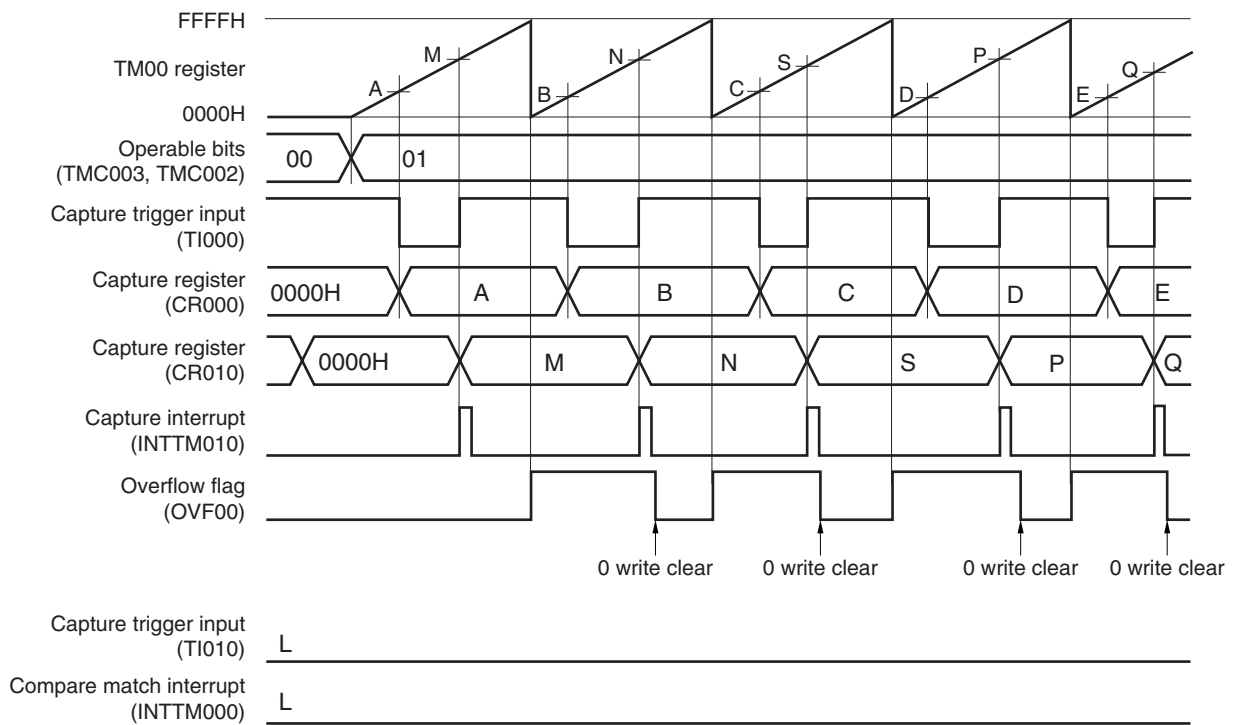 FFFFH
TM00 register
0000H
A M B N C S D P E Q
Operable bits
(TMC003, TMC002)
00 01
Capture trigger input
(TI000)
Capture register
(CR000)
0000H A B C D E
Capture register
(CR010)
0000H M N S P Q
Capture interrupt
(INTTM010)
Overflow flag
(OVF00)
0 write clear 0 write clear 0 write clear 0 write clear
Capture trigger input
(TI010)
L
Compare match interrupt
(INTTM000)
L